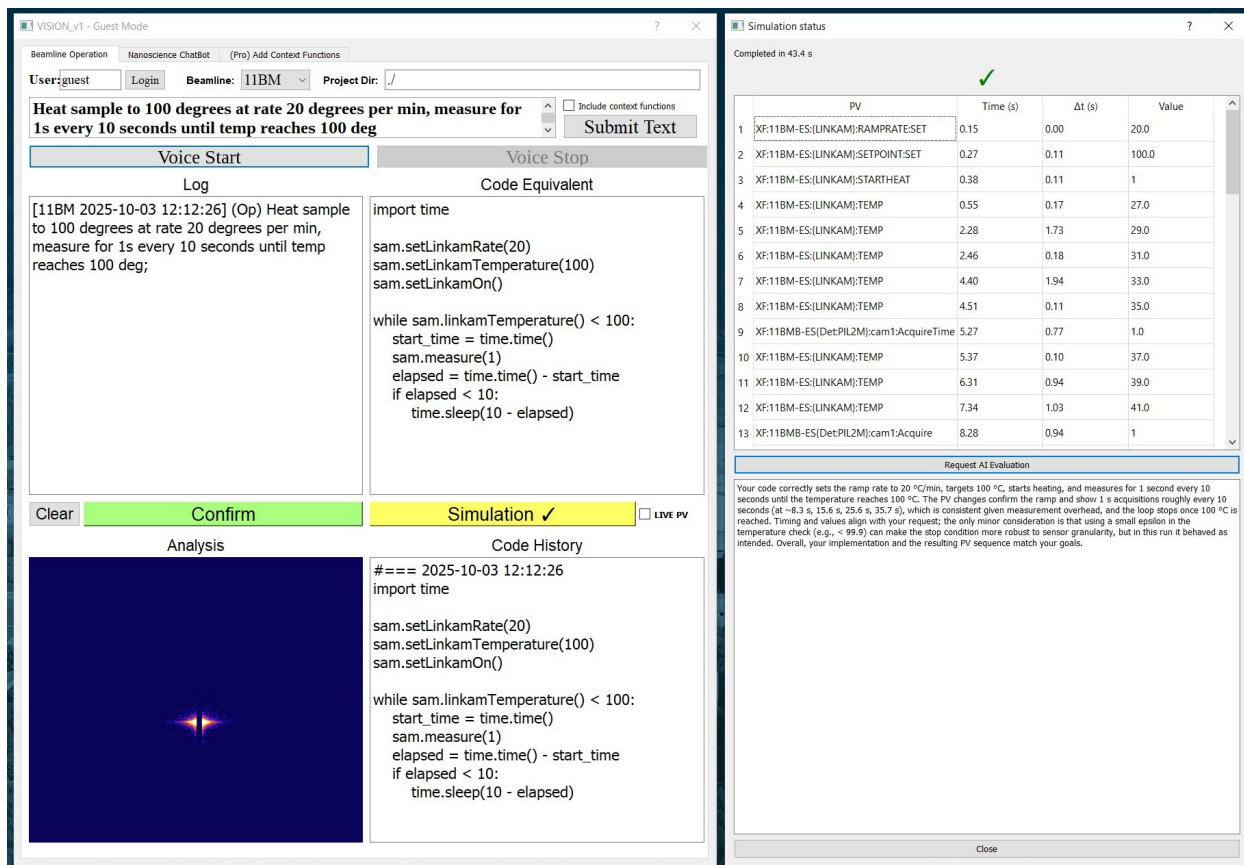 VISION_v1 - Guest Mode
Beamline Operation
Nanoscience ChatBot
(Pro) Add Context Functions
User: guest Login Beamline: 11BM Project Dir: ./
Heat sample to 100 degrees at rate 20 degrees per min, measure for
1s every 10 seconds until temp reaches 100 deg
Include context functions
Submit Text
Voice Start
Voice Stop
Log
[11BM 2025-10-03 12:12:26] (Op) Heat sample
to 100 degrees at rate 20 degrees per min,
measure for 1s every 10 seconds until temp
reaches 100 deg;
Code Equivalent
import time
sam.setLinkamRate(20)
sam.setLinkamTemperature(100)
sam.setLinkamOn()
while sam.linkamTemperature() < 100:
start_time = time.time()
sam.measure(1)
elapsed = time.time() - start_time
if elapsed < 10:
time.sleep(10 - elapsed)
Clear
Confirm
Simulation ✓
LIVE PV
Analysis
Code History
#=== 2025-10-03 12:12:26
import time
sam.setLinkamRate(20)
sam.setLinkamTemperature(100)
sam.setLinkamOn()
while sam.linkamTemperature() < 100:
start_time = time.time()
sam.measure(1)
elapsed = time.time() - start_time
if elapsed < 10:
time.sleep(10 - elapsed)
Simulation status
Completed in 43.4 s
✓
PV Time (s) Δt (s) Value
1 XF:11BM-ES:{LINKAM}:RAMPRATE:SET 0.15 0.00 20.0
2 XF:11BM-ES:{LINKAM}:SETPOINT:SET 0.27 0.11 100.0
3 XF:11BM-ES:{LINKAM}:STARTHEAT 0.38 0.11 1
4 XF:11BM-ES:{LINKAM}:TEMP 0.55 0.17 27.0
5 XF:11BM-ES:{LINKAM}:TEMP 2.28 1.73 29.0
6 XF:11BM-ES:{LINKAM}:TEMP 2.46 0.18 31.0
7 XF:11BM-ES:{LINKAM}:TEMP 4.40 1.94 33.0
8 XF:11BM-ES:{LINKAM}:TEMP 4.51 0.11 35.0
9 XF:11BMB-ES{Det:PIL2M}:cam1:AcquireTime 5.27 0.77 1.0
10 XF:11BM-ES:{LINKAM}:TEMP 5.37 0.10 37.0
11 XF:11BM-ES:{LINKAM}:TEMP 6.31 0.94 39.0
12 XF:11BM-ES:{LINKAM}:TEMP 7.34 1.03 41.0
13 XF:11BMB-ES{Det:PIL2M}:cam1:Acquire 8.28 0.94 1
Request AI Evaluation
Your code correctly sets the ramp rate to 20 ºC/min, targets 100 ºC, starts heating, and measures for 1 second every 10
seconds until the temperature reaches 100 ºC. The PV changes confirm the ramp and show 1 s acquisitions roughly every 10
seconds (at ~8.3 s, 15.6 s, 25.6 s, 35.7 s), which is consistent given measurement overhead, and the loop stops once 100 ºC is
reached. Timing and values align with your request; the only minor consideration is that using a small epsilon in the
temperature check (e.g., < 99.9) can make the stop condition more robust to sensor granularity, but in this run it behaved as
intended. Overall, your implementation and the resulting PV sequence match your goals.
Close